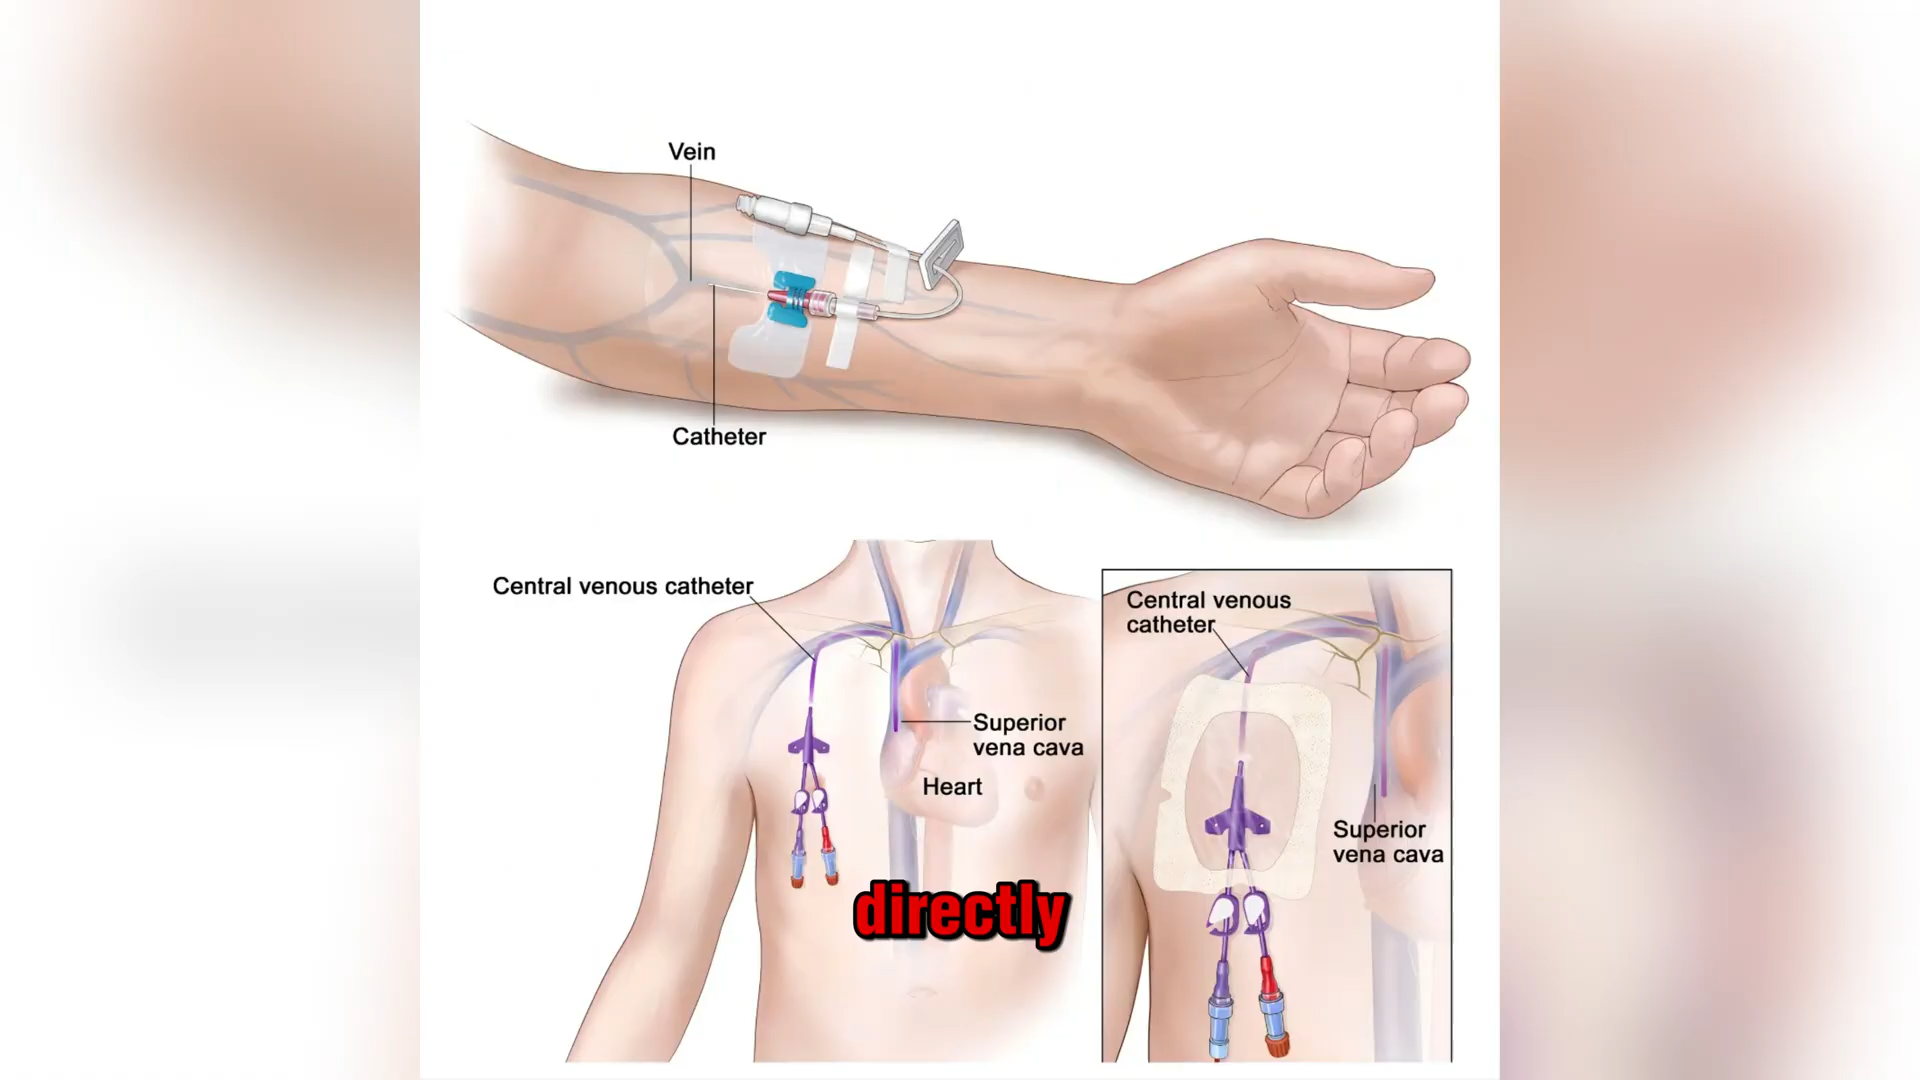 Vein
Catheter
Central venous catheter
Superior
vena cava
Heart
Central venous
catheter
Superior
vena cava
directly